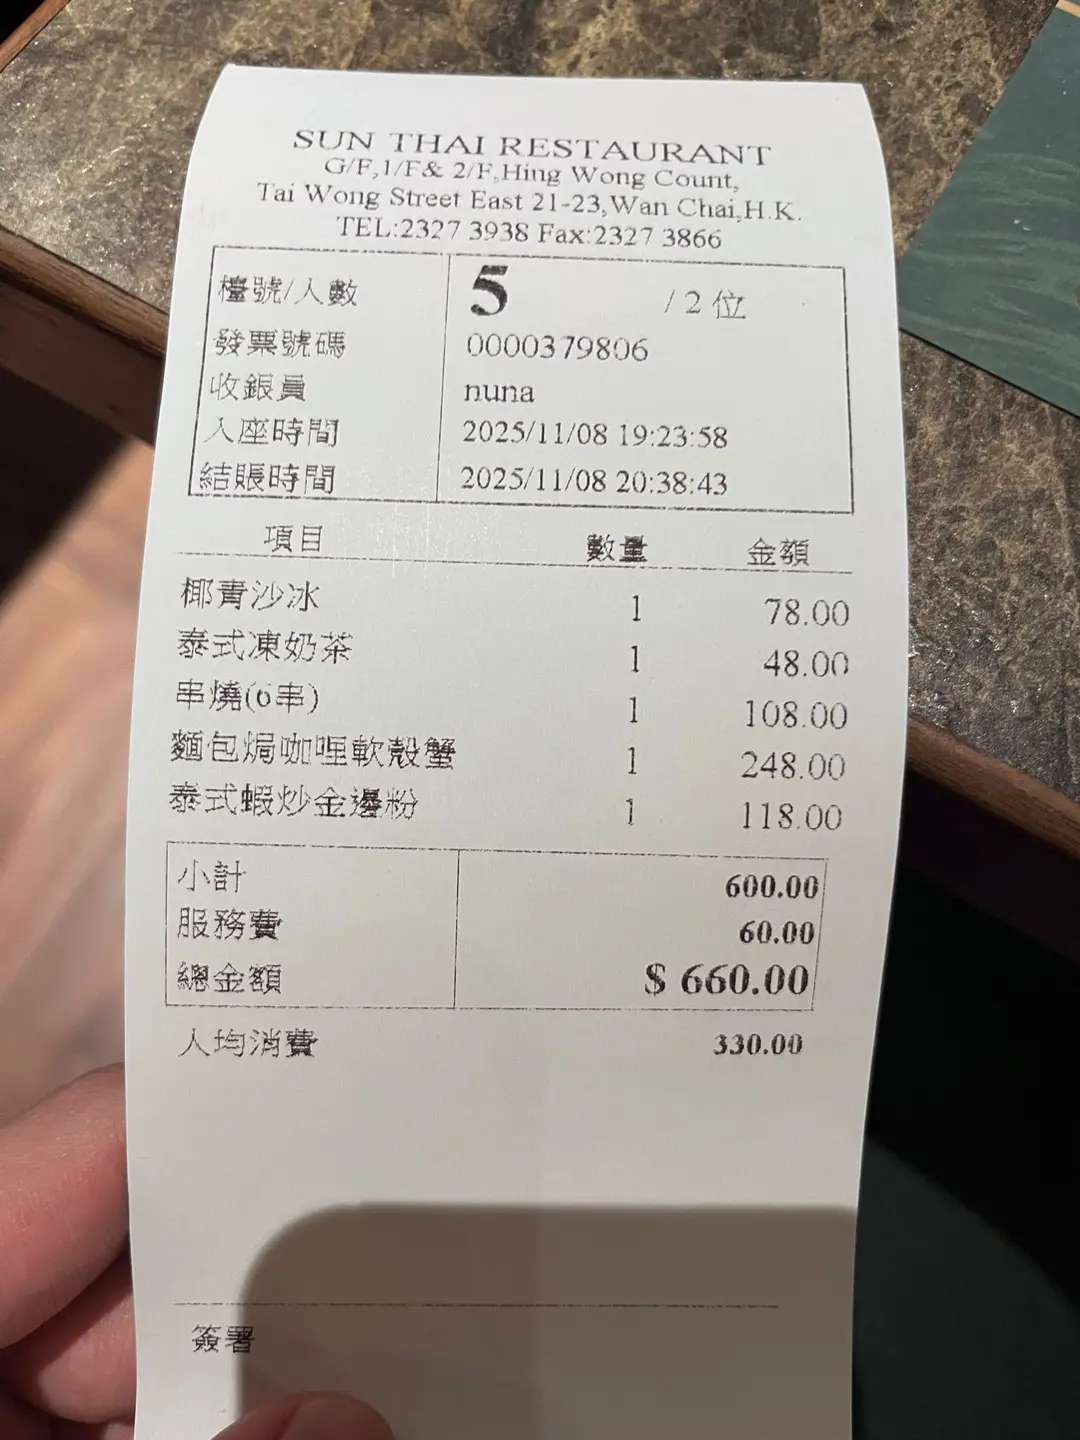 SUN THAI RESTAURANT
G/F,1/F& 2/F,Hing Wong Count,
Tai Wong Street East 21-23,Wan Chai,H.K.
TEL:2327 3938 Fax:2327 3866
檯號/人數 5 / 2 位
發票號碼 0000379806
收銀員 nuna
入座時間 2025/11/08 19:23:58
結賬時間 2025/11/08 20:38:43
項目 數量 金額
椰青沙冰 1 78.00
泰式凍奶茶 1 48.00
串燒(6串) 1 108.00
麵包焗咖哩軟殼蟹 1 248.00
泰式蝦炒金邊粉 1 118.00
小計 600.00
服務費 60.00
總金額 $ 660.00
人均消費 330.00
簽署